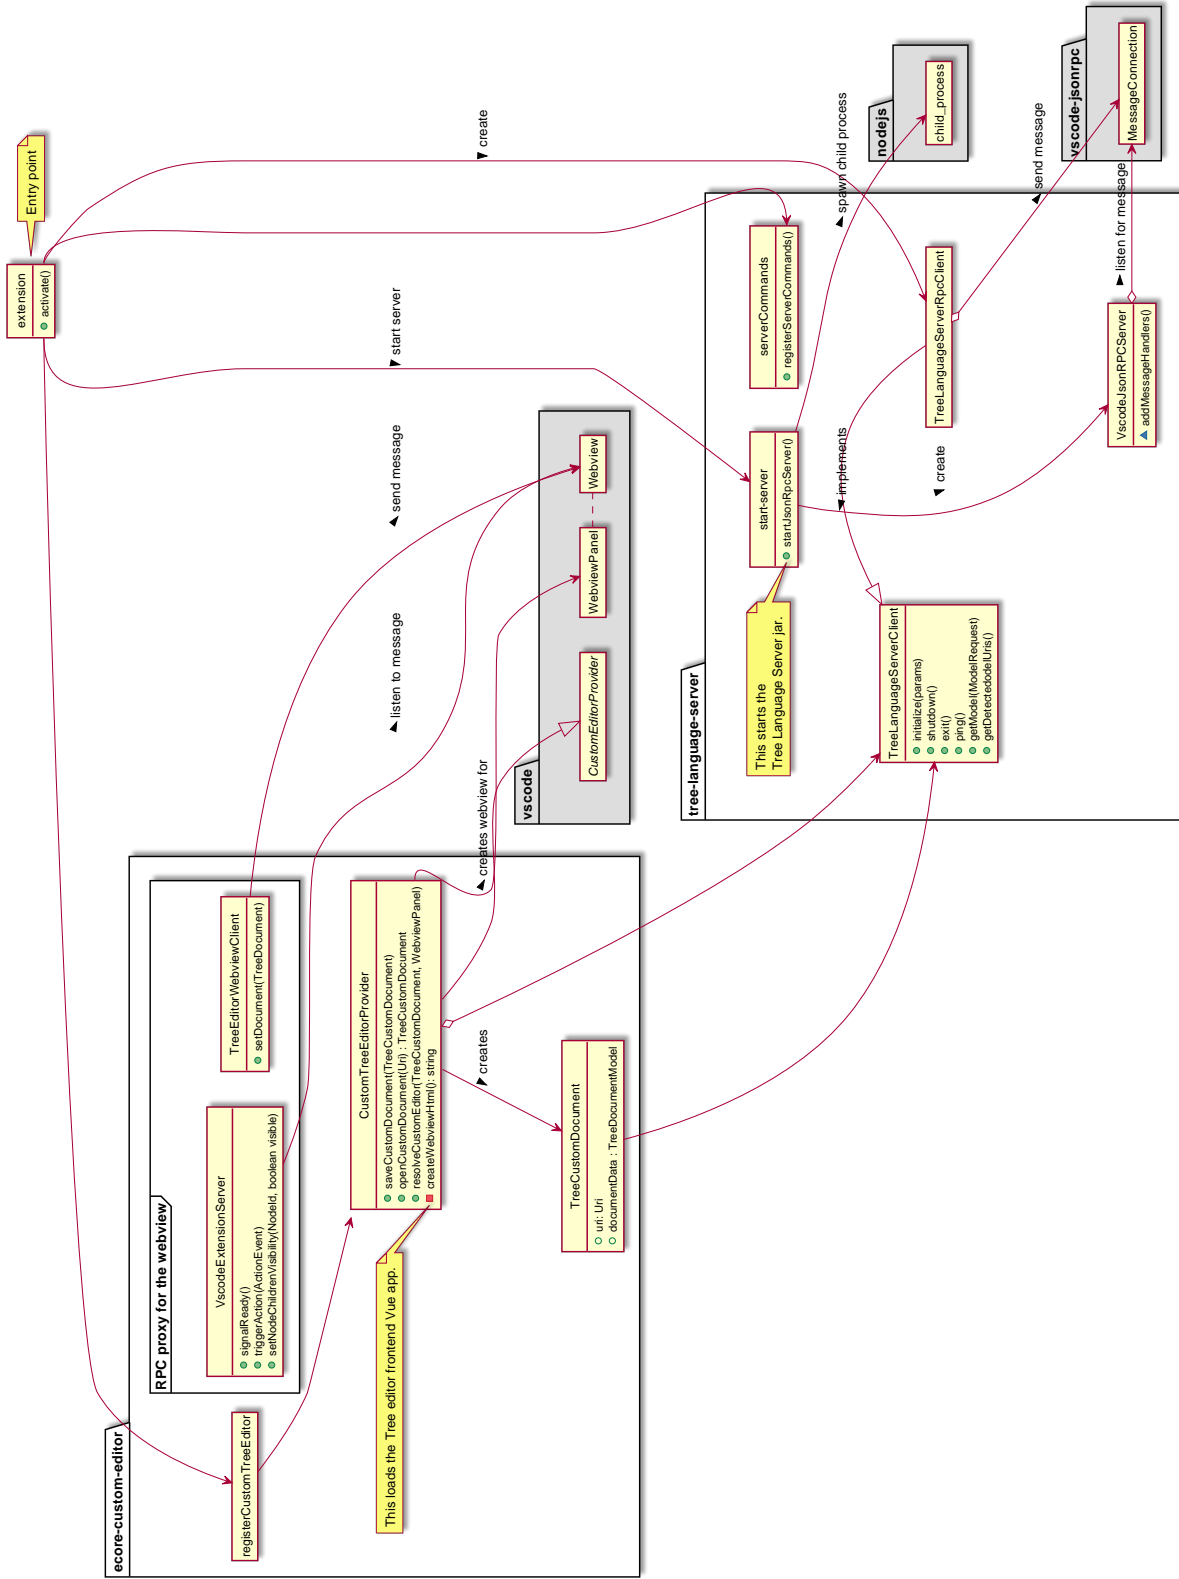 extension
activate()
Entry point
create
start server
send message
listen to message
creates webview for
creates
ecore-custom-editor
RPC proxy for the webview
registerCustomTreeEditor
VscodeExtensionServer
signalReady()
triggerAction(ActionEvent)
setNodeChildrenVisibility(NodeId, boolean visible)
TreeEditorWebviewClient
setDocument(TreeDocument)
CustomTreeEditorProvider
saveCustomDocument(TreeCustomDocument)
openCustomDocument(Uri) : TreeCustomDocument
resolveCustomEditor(TreeCustomDocument, WebviewPanel)
createWebviewHtml(): string
This loads the Tree editor frontend Vue app.
TreeCustomDocument
uri: Uri
documentData : TreeDocumentModel
vscode
CustomEditorProvider
WebviewPanel
Webview
tree-language-server
This starts the
Tree Language Server jar.
start-server
startJsonRpcServer()
serverCommands
registerServerCommands()
implements
create
spawn child process
TreeLanguageServerClient
initialize(params)
shutdown()
exit()
ping()
getModel(ModelRequest)
getDetectedodelUris()
TreeLanguageServerRpcClient
VscodeJsonRPCServer
addMessageHandlers()
listen for message
send message
nodejs
child_process
vscode-jsonrpc
MessageConnection